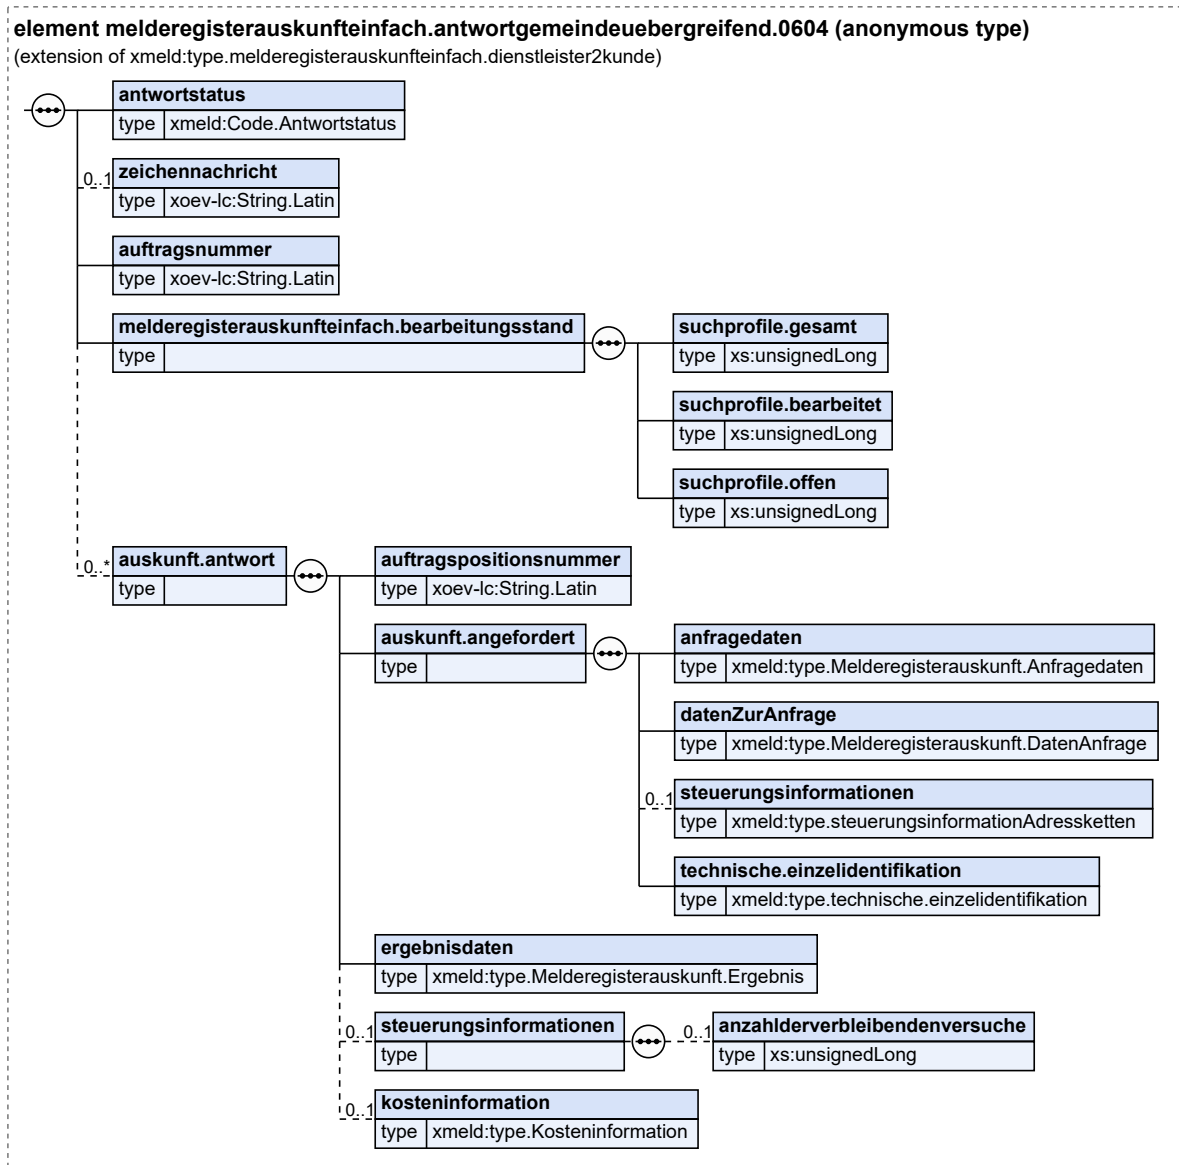 element melderegisterauskunfteinfach.antwortgemeindeuebergreifend.0604 (anonymous type)
(extension of xmeld:type.melderegisterauskunfteinfach.dienstleister2kunde)
antwortstatus
type xmeld:Code.Antwortstatus
0..1 zeichennachricht
type xoev-lc:String.Latin
auftragsnummer
type xoev-lc:String.Latin
melderegisterauskunfteinfach.bearbeitungsstand
type
suchprofile.gesamt
type xs:unsignedLong
suchprofile.bearbeitet
type xs:unsignedLong
suchprofile.offen
type xs:unsignedLong
0..* auskunft.antwort
type
auftragspositionsnummer
type xoev-lc:String.Latin
auskunft.angefordert
type
anfragedaten
type xmeld:type.Melderegisterauskunft.Anfragedaten
datenZurAnfrage
type xmeld:type.Melderegisterauskunft.DatenAnfrage
0..1 steuerungsinformationen
type xmeld:type.steuerungsinformationAdressketten
technische.einzelidentifikation
type xmeld:type.technische.einzelidentifikation
ergebnisdaten
type xmeld:type.Melderegisterauskunft.Ergebnis
0..1 steuerungsinformationen
type
0..1 anzahlderverbleibendenversuche
type xs:unsignedLong
0..1 kosteninformation
type xmeld:type.Kosteninformation